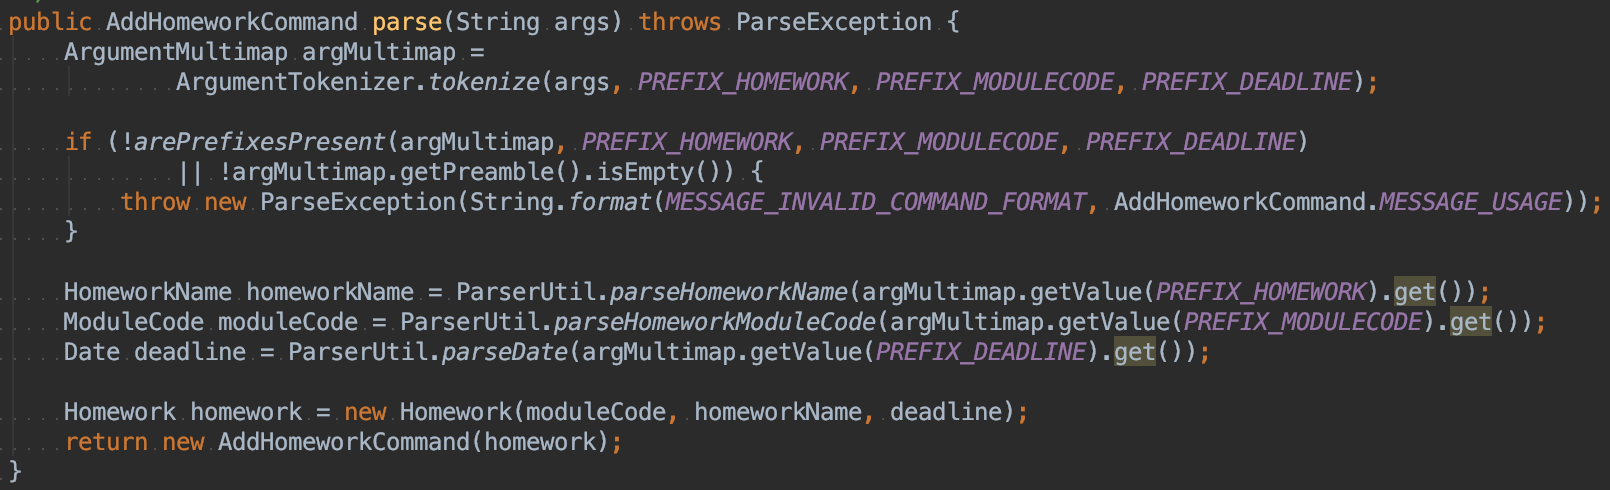 public AddHomeworkCommand parse(String args) throws ParseException {
    ArgumentMultimap argMultimap =
            ArgumentTokenizer.tokenize(args, PREFIX_HOMEWORK, PREFIX_MODULECODE, PREFIX_DEADLINE);

    if (!arePrefixesPresent(argMultimap, PREFIX_HOMEWORK, PREFIX_MODULECODE, PREFIX_DEADLINE)
            || !argMultimap.getPreamble().isEmpty()) {
        throw new ParseException(String.format(MESSAGE_INVALID_COMMAND_FORMAT, AddHomeworkCommand.MESSAGE_USAGE));
    }

    HomeworkName homeworkName = ParserUtil.parseHomeworkName(argMultimap.getValue(PREFIX_HOMEWORK).get());
    ModuleCode moduleCode = ParserUtil.parseHomeworkModuleCode(argMultimap.getValue(PREFIX_MODULECODE).get());
    Date deadline = ParserUtil.parseDate(argMultimap.getValue(PREFIX_DEADLINE).get());

    Homework homework = new Homework(moduleCode, homeworkName, deadline);
    return new AddHomeworkCommand(homework);
}